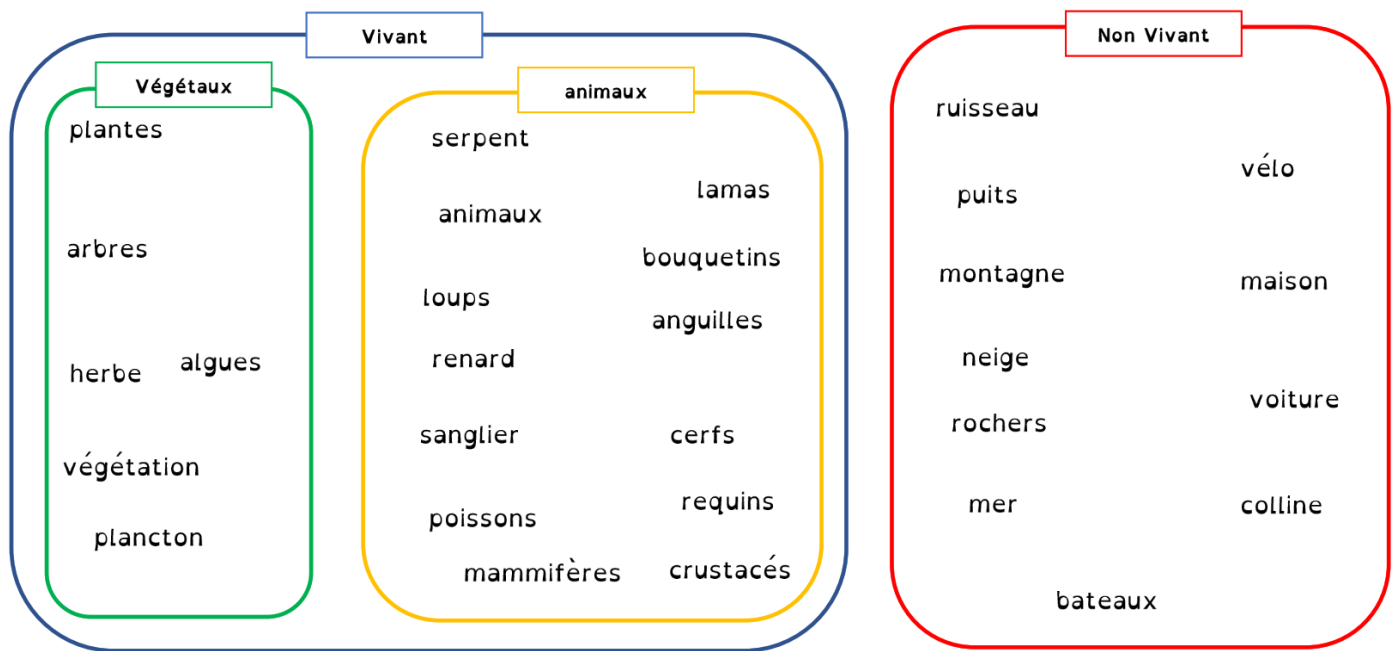 Vivant
Végétaux
plantes
arbres
herbe
algues
végétation
plancton
animaux
serpent
lamas
animaux
bouquetins
loups
anguilles
renard
sanglier
cerfs
requins
poissons
mammifères
crustacés
Non Vivant
ruisseau
vélo
puits
montagne
maison
neige
voiture
rochers
mer
colline
bateaux